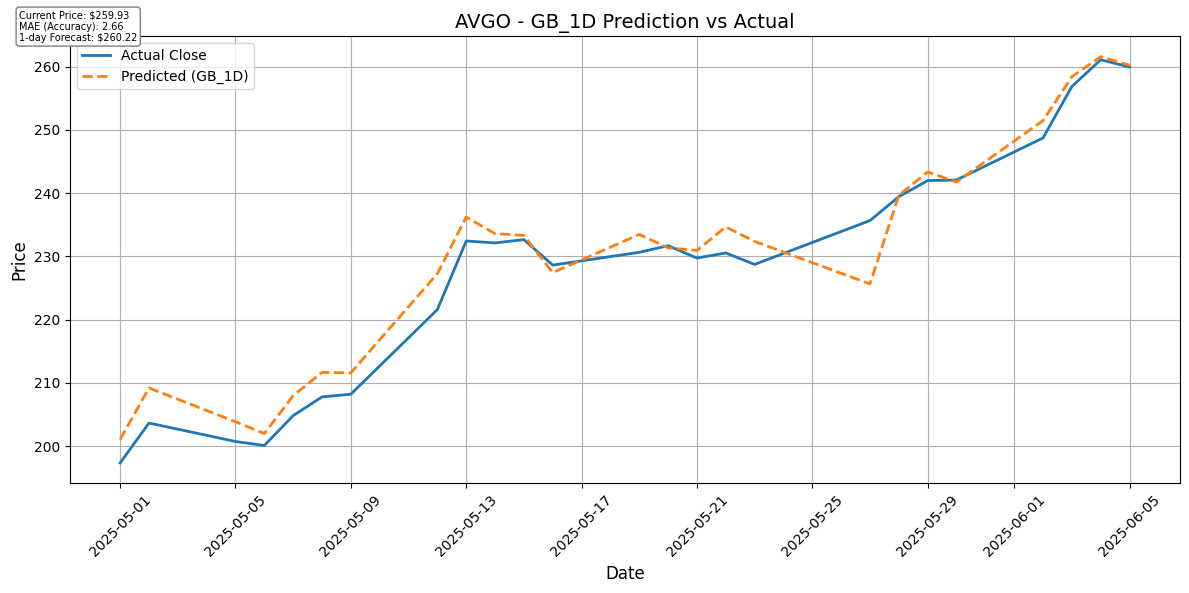 Current Price: $259.93
MAE (Accuracy): 2.66
1-day Forecast: $260.22
AVGO - GB_1D Prediction vs Actual
Actual Close
Predicted (GB_1D)
Price
260
250
240
230
220
210
200
2025-05-01
2025-05-05
2025-05-09
2025-05-13
2025-05-17
2025-05-21
2025-05-25
2025-05-29
2025-06-01
2025-06-05
Date